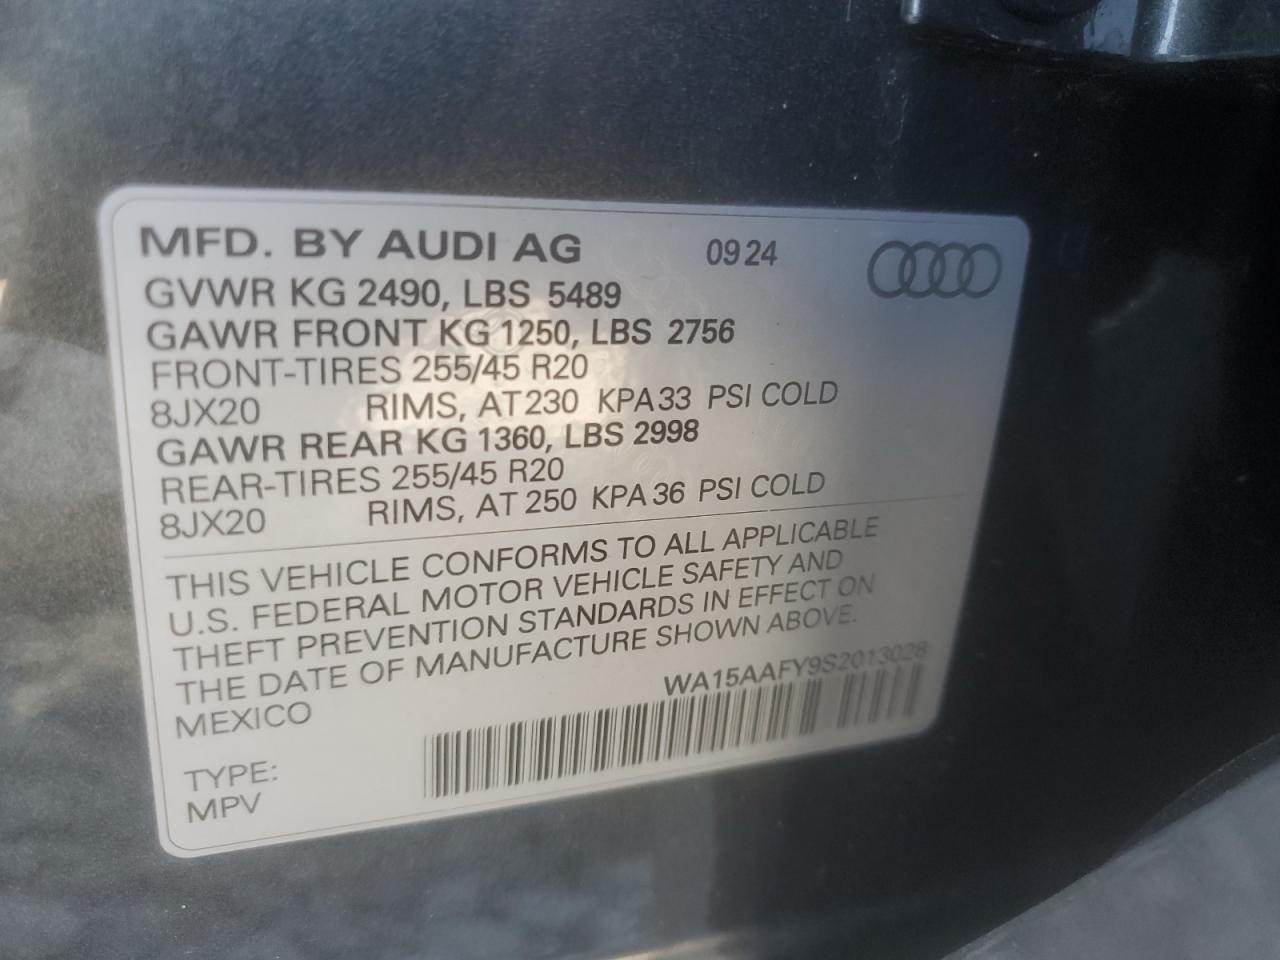 MFD. BY AUDI AG 09 24
GVWR KG 2490, LBS 5489
GAWR FRONT KG 1250, LBS 2756
FRONT-TIRES 255/45 R20
8JX20 RIMS, AT 230 KPA 33 PSI COLD
GAWR REAR KG 1360, LBS 2998
REAR-TIRES 255/45 R20
8JX20 RIMS, AT 250 KPA 36 PSI COLD
THIS VEHICLE CONFORMS TO ALL APPLICABLE
U.S. FEDERAL MOTOR VEHICLE SAFETY AND
THEFT PREVENTION STANDARDS IN EFFECT ON
THE DATE OF MANUFACTURE SHOWN ABOVE.
MEXICO WA15AAFY9S2013028
TYPE:
MPV